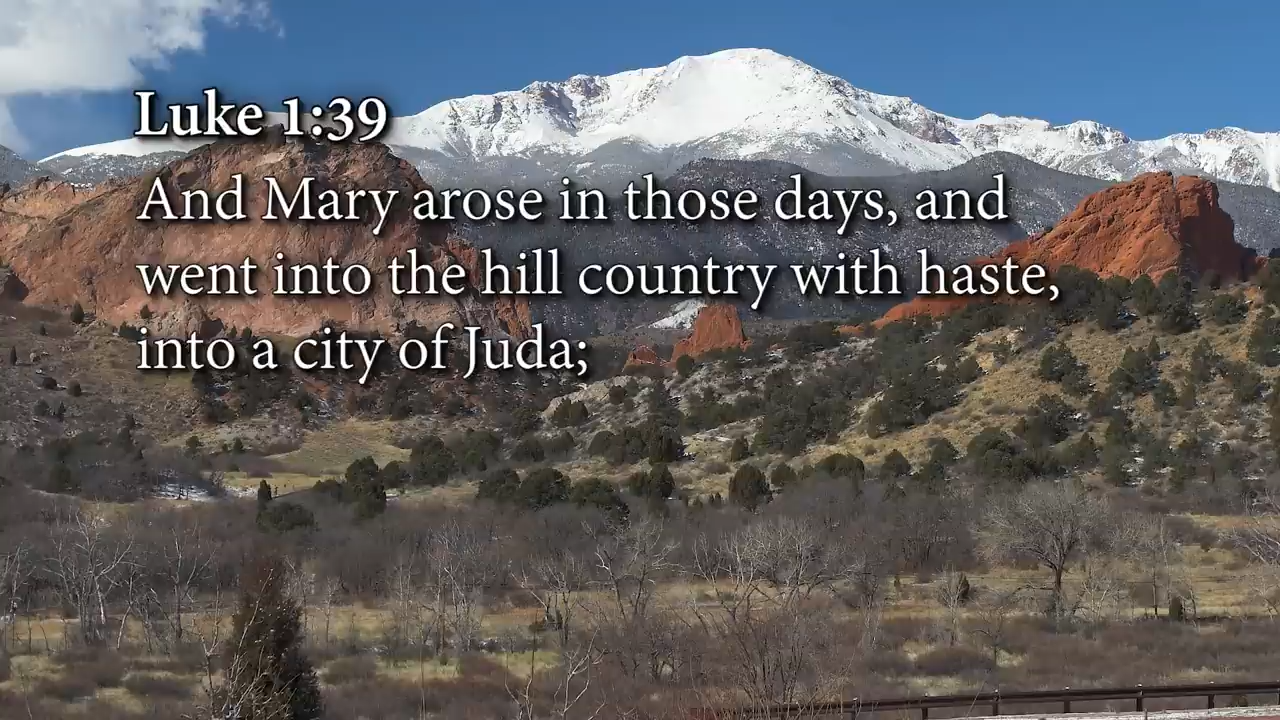 Luke 1:39
And Mary arose in those days, and
went into the hill country with haste,
into a city of Juda;